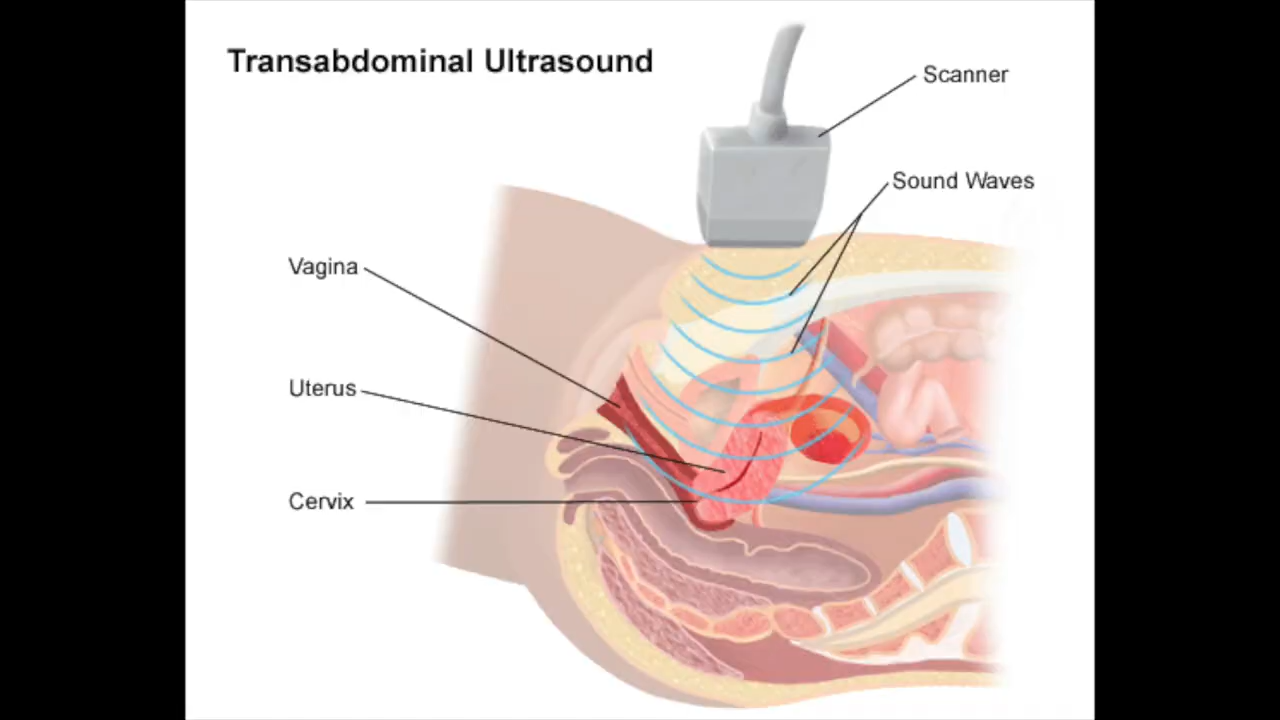 Transabdominal Ultrasound
Scanner
Sound Waves
Vagina
Uterus
Cervix